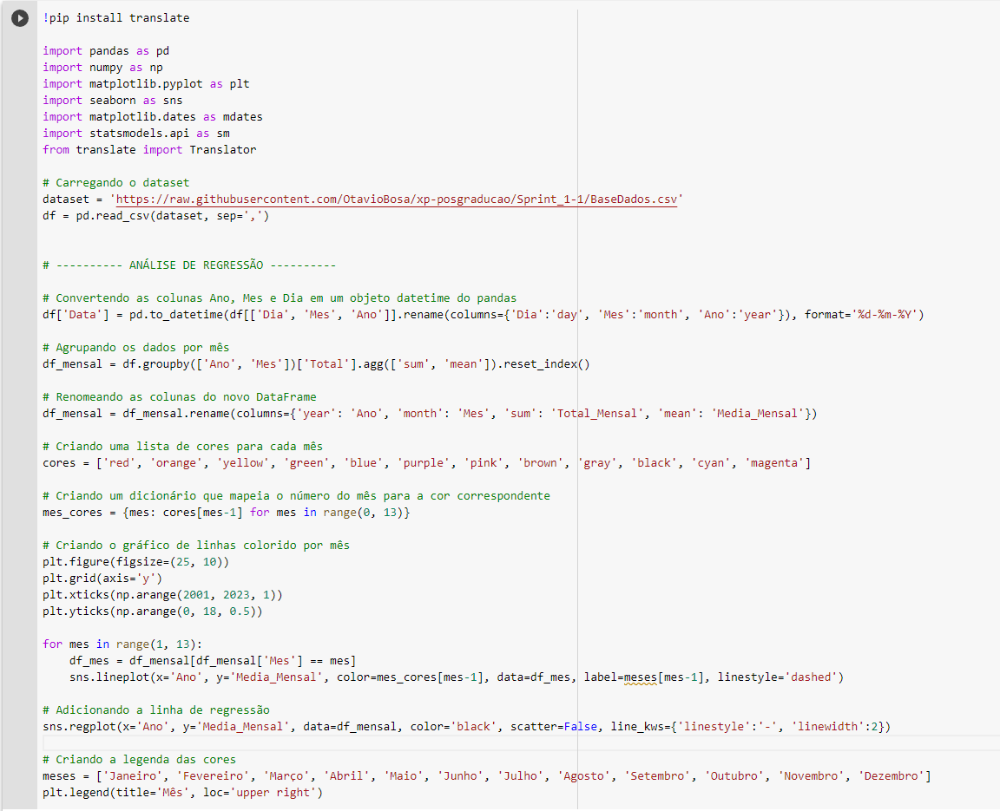 !pip install translate
import pandas as pd
import numpy as np
import matplotlib.pyplot as plt
import seaborn as sns
import matplotlib.dates as mdates
import statsmodels.api as sm
from translate import Translator
# Carregando o dataset
dataset = 'https://raw.githubusercontent.com/OtavioBosa/xp-posgraducao/Sprint_1-1/BaseDados.csv'
df = pd.read_csv(dataset, sep=',')
# ---------- ANÁLISE DE REGRESSÃO ----------
# Convertendo as colunas Ano, Mes e Dia em um objeto datetime do pandas
df['Data'] = pd.to_datetime(df[['Dia', 'Mes', 'Ano']].rename(columns={'Dia':'day', 'Mes':'month', 'Ano':'year'}), format='%d-%m-%Y')
# Agrupando os dados por mês
df_mensal = df.groupby(['Ano', 'Mes'])['Total'].agg(['sum', 'mean']).reset_index()
# Renomeando as colunas do novo DataFrame
df_mensal = df_mensal.rename(columns={'year': 'Ano', 'month': 'Mes', 'sum': 'Total_Mensal', 'mean': 'Media_Mensal'})
# Criando uma lista de cores para cada mês
cores = ['red', 'orange', 'yellow', 'green', 'blue', 'purple', 'pink', 'brown', 'gray', 'black', 'cyan', 'magenta']
# Criando um dicionário que mapeia o número do mês para a cor correspondente
mes_cores = {mes: cores[mes-1] for mes in range(0, 13)}
# Criando o gráfico de linhas colorido por mês
plt.figure(figsize=(25, 10))
plt.grid(axis='y')
plt.xticks(np.arange(2001, 2023, 1))
plt.yticks(np.arange(0, 18, 0.5))
for mes in range(1, 13):
    df_mes = df_mensal[df_mensal['Mes'] == mes]
    sns.lineplot(x='Ano', y='Media_Mensal', color=mes_cores[mes-1], data=df_mes, label=meses[mes-1], linestyle='dashed')
# Adicionando a linha de regressão
sns.regplot(x='Ano', y='Media_Mensal', data=df_mensal, color='black', scatter=False, line_kws={'linestyle':'-', 'linewidth':2})
# Criando a legenda das cores
meses = ['Janeiro', 'Fevereiro', 'Março', 'Abril', 'Maio', 'Junho', 'Julho', 'Agosto', 'Setembro', 'Outubro', 'Novembro', 'Dezembro']
plt.legend(title='Mês', loc='upper right')